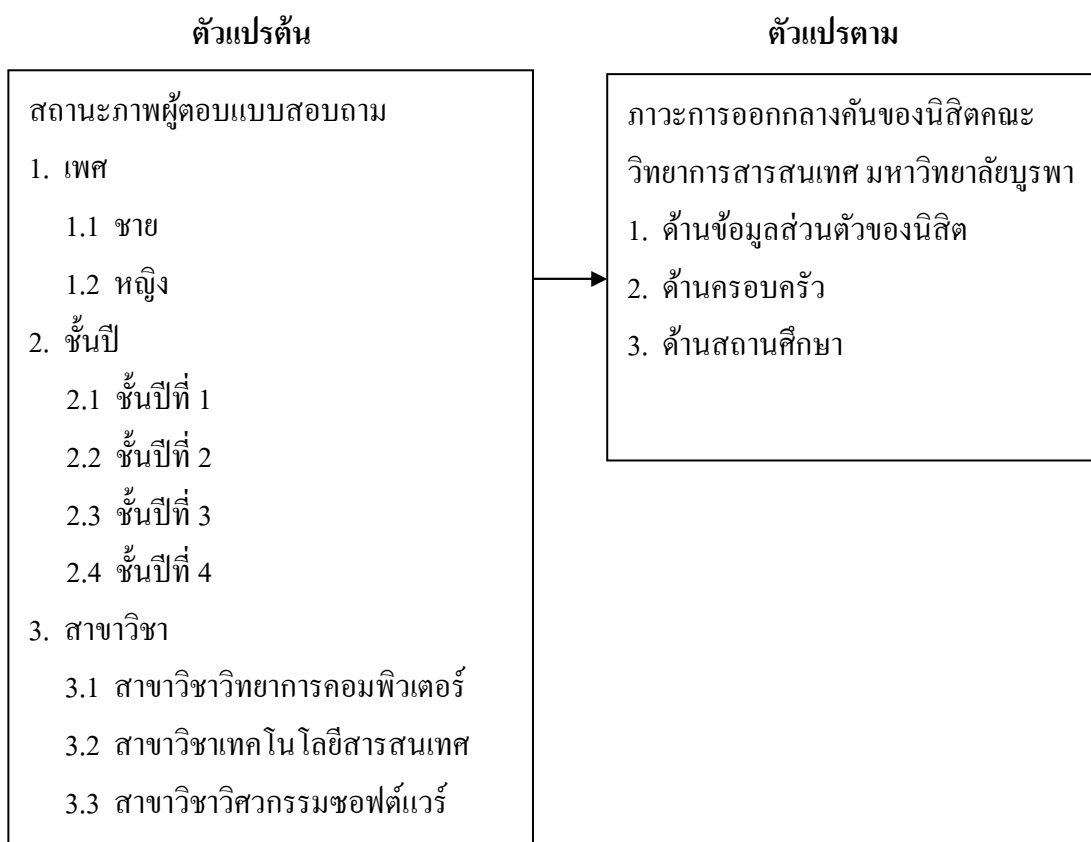 ตัวแปรต้น
สถานะภาพผู้ตอบแบบสอบถาม
1. เพศ
1.1 ชาย
1.2 หญิง
2. ชั้นปี
2.1 ชั้นปีที่ 1
2.2 ชั้นปีที่ 2
2.3 ชั้นปีที่ 3
2.4 ชั้นปีที่ 4
3. สาขาวิชา
3.1 สาขาวิชาวิทยาการคอมพิวเตอร์
3.2 สาขาวิชาเทคโนโลยีสารสนเทศ
3.3 สาขาวิชาวิศวกรรมซอฟต์แวร์
ตัวแปรตาม
ภาวะการออกกลางคันของนิสิตคณะ
วิทยาการสารสนเทศ มหาวิทยาลัยบูรพา
1. ด้านข้อมูลส่วนตัวของนิสิต
2. ด้านครอบครัว
3. ด้านสถานศึกษา